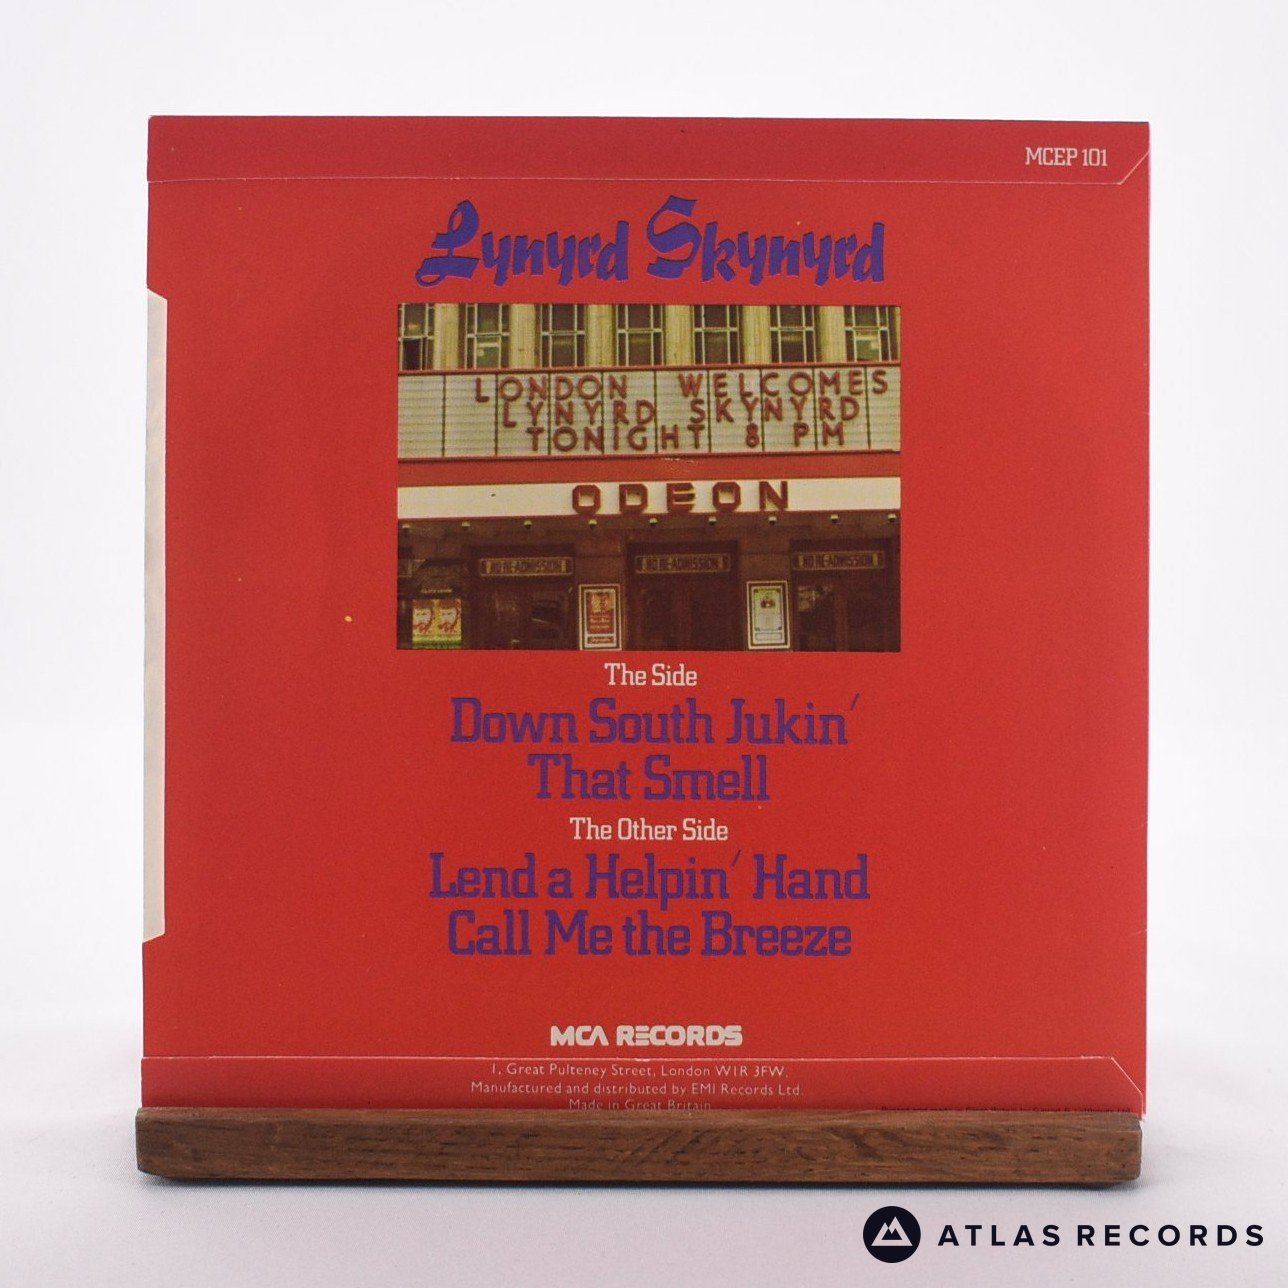 MCEP 101
Lynyrd Skynyrd
LONDON WELCOMES
LYNYRD SKYNYRD
TONIGHT 8 PM
ODEON
NO RE-ADMISSION NO RE-ADMISSION NO RE-ADMISSION
The Side
Down South Jukin'
That Smell
The Other Side
Lend a Helpin' Hand
Call Me the Breeze
MCA RECORDS
1, Great Pulteney Street, London W1R 3FW.
Manufactured and distributed by EMI Records Ltd.
Made in Great Britain
ATLAS RECORDS